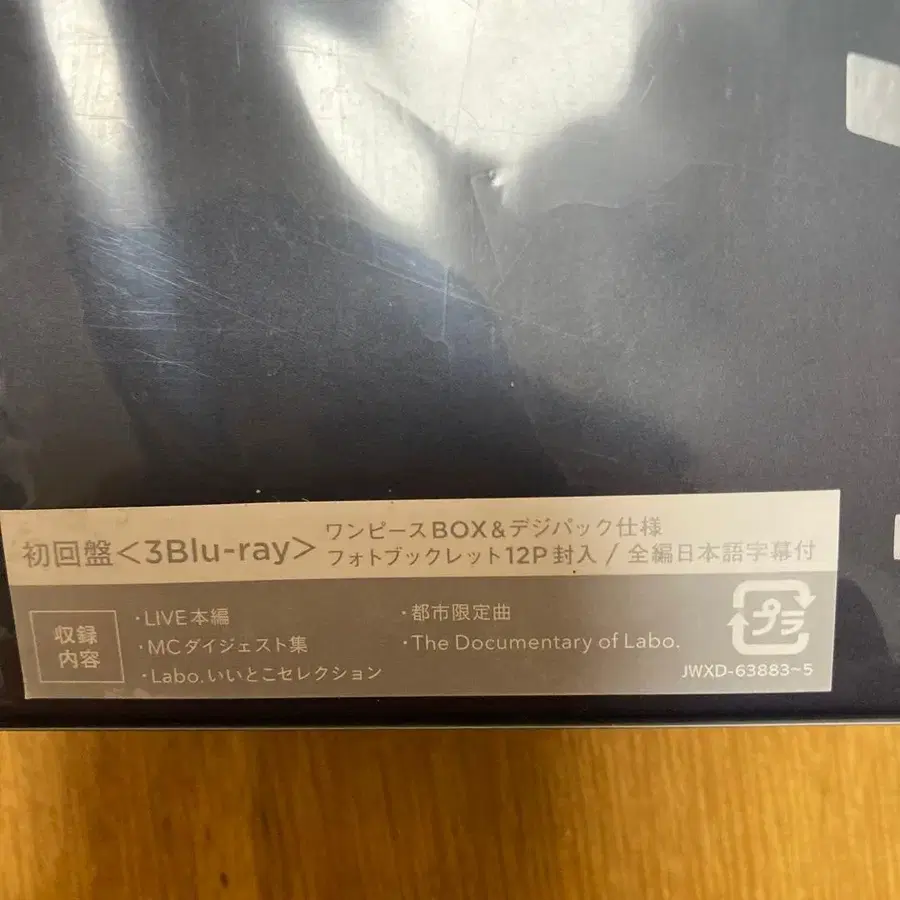 初回盤<3Blu-ray>
ワンピースBOX&デジパック仕様
フォトブックレット12P封入 / 全編日本語字幕付
収録
内容
・LIVE本編
・MCダイジェスト集
・Labo.いいとこセレクション
・都市限定曲
・The Documentary of Labo.
プラ
JWXD-63883~5